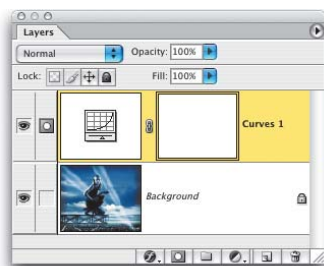 Layers
Normal
Opacity: 100%
Lock:
Fill: 100%
Curves 1
Background